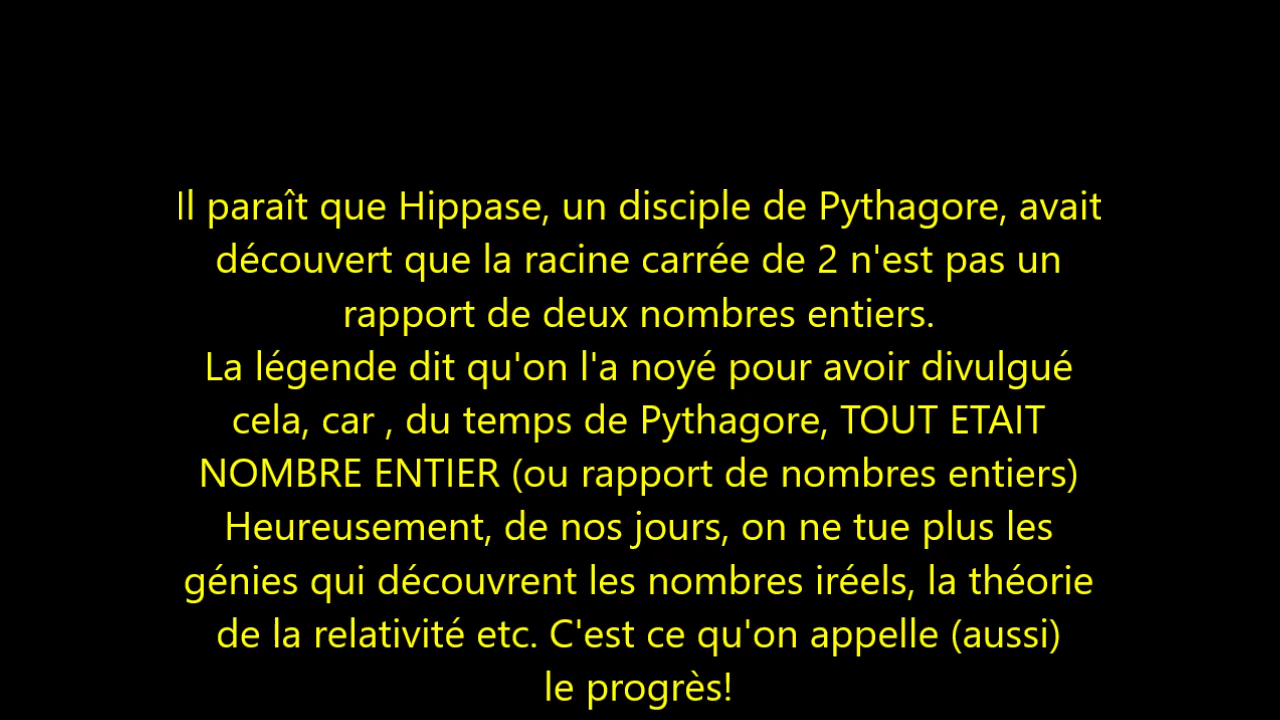 Il paraît que Hippase, un disciple de Pythagore, avait
découvert que la racine carrée de 2 n'est pas un
rapport de deux nombres entiers.
La légende dit qu'on l'a noyé pour avoir divulgué
cela, car , du temps de Pythagore, TOUT ETAIT
NOMBRE ENTIER (ou rapport de nombres entiers)
Heureusement, de nos jours, on ne tue plus les
génies qui découvrent les nombres iréels, la théorie
de la relativité etc. C'est ce qu'on appelle (aussi)
le progrès!